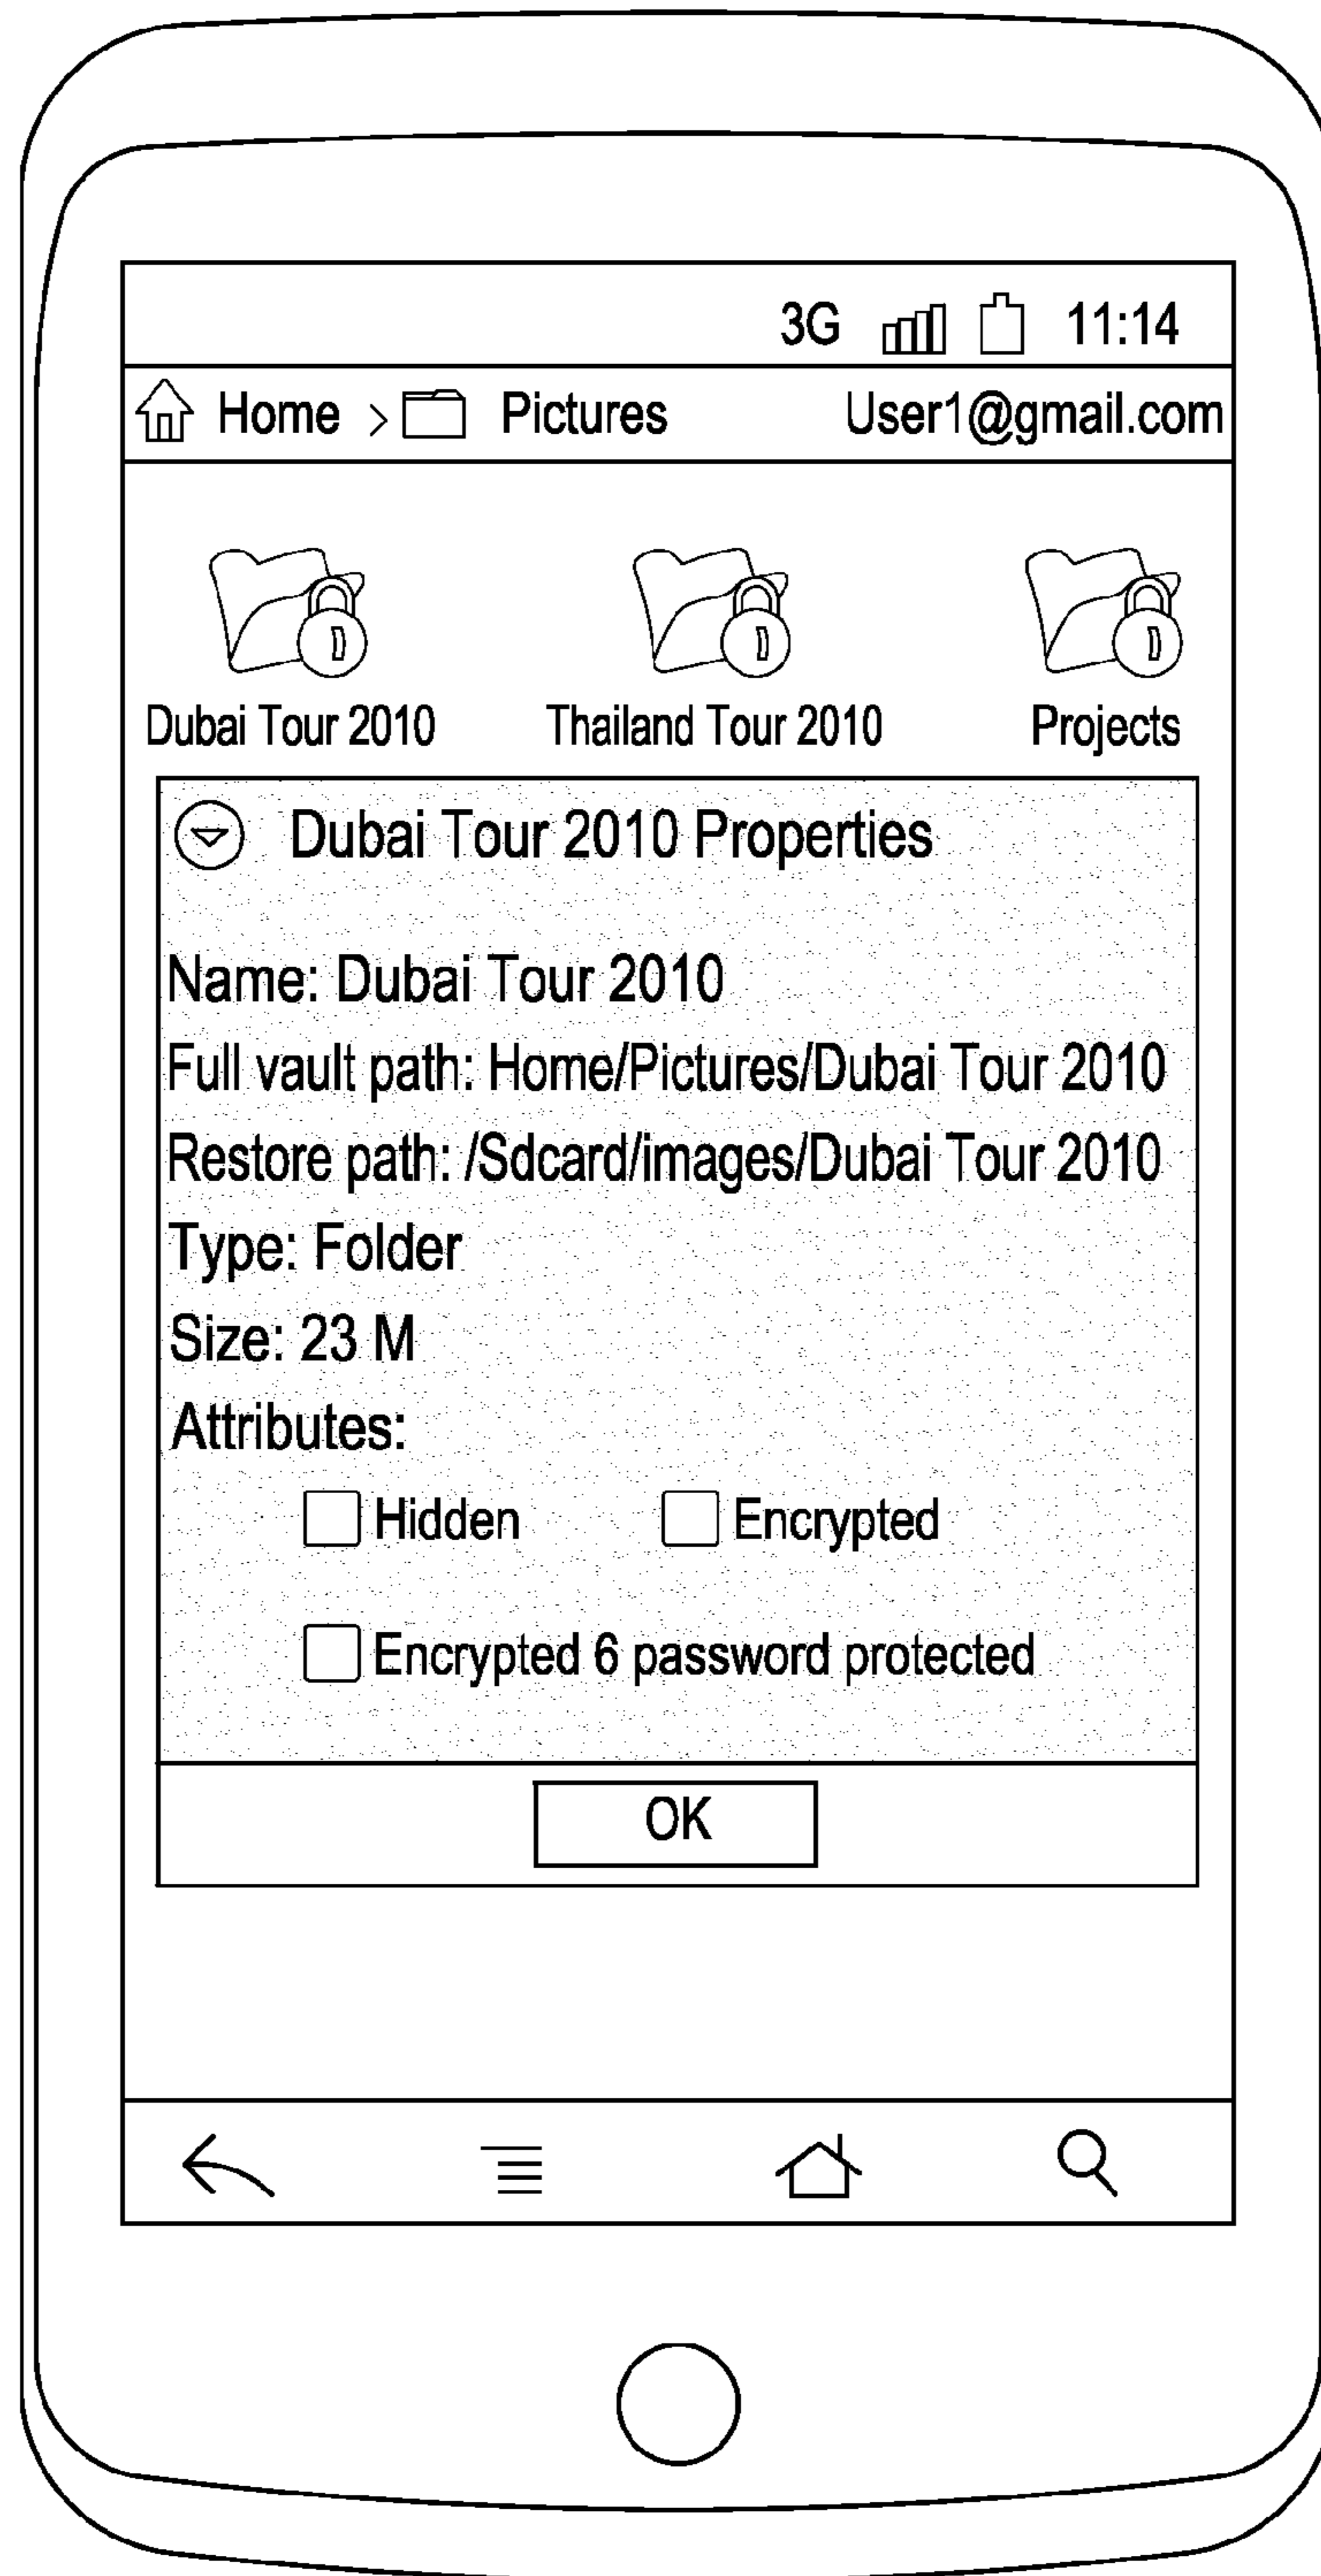 3G 11:14
Home > Pictures User1@gmail.com
Dubai Tour 2010 Thailand Tour 2010 Projects
Dubai Tour 2010 Properties
Name: Dubai Tour 2010
Full vault path: Home/Pictures/Dubai Tour 2010
Restore path: /Sdcard/images/Dubai Tour 2010
Type: Folder
Size: 23 M
Attributes:
Hidden Encrypted
Encrypted 6 password protected
OK